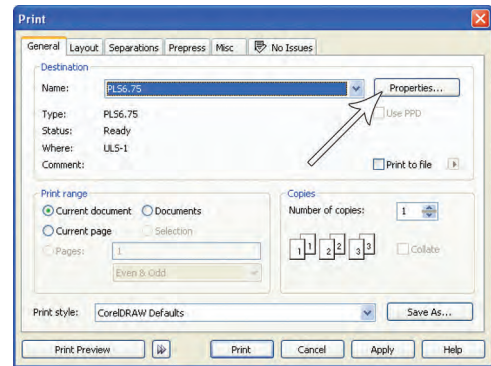 Print
General Layout Separations Prepress Misc No Issues
Destination
Name: PLS6.75 Properties...
Type: PLS6.75 Use PPD
Status: Ready
Where: ULS-1
Comment: Print to file
Print range Copies
Current document Documents Number of copies: 1
Current page Selection
Pages: 1 1 1 2 2 3 3 Collate
Even & Odd
Print style: CorelDRAW Defaults Save As...
Print Preview Print Cancel Apply Help